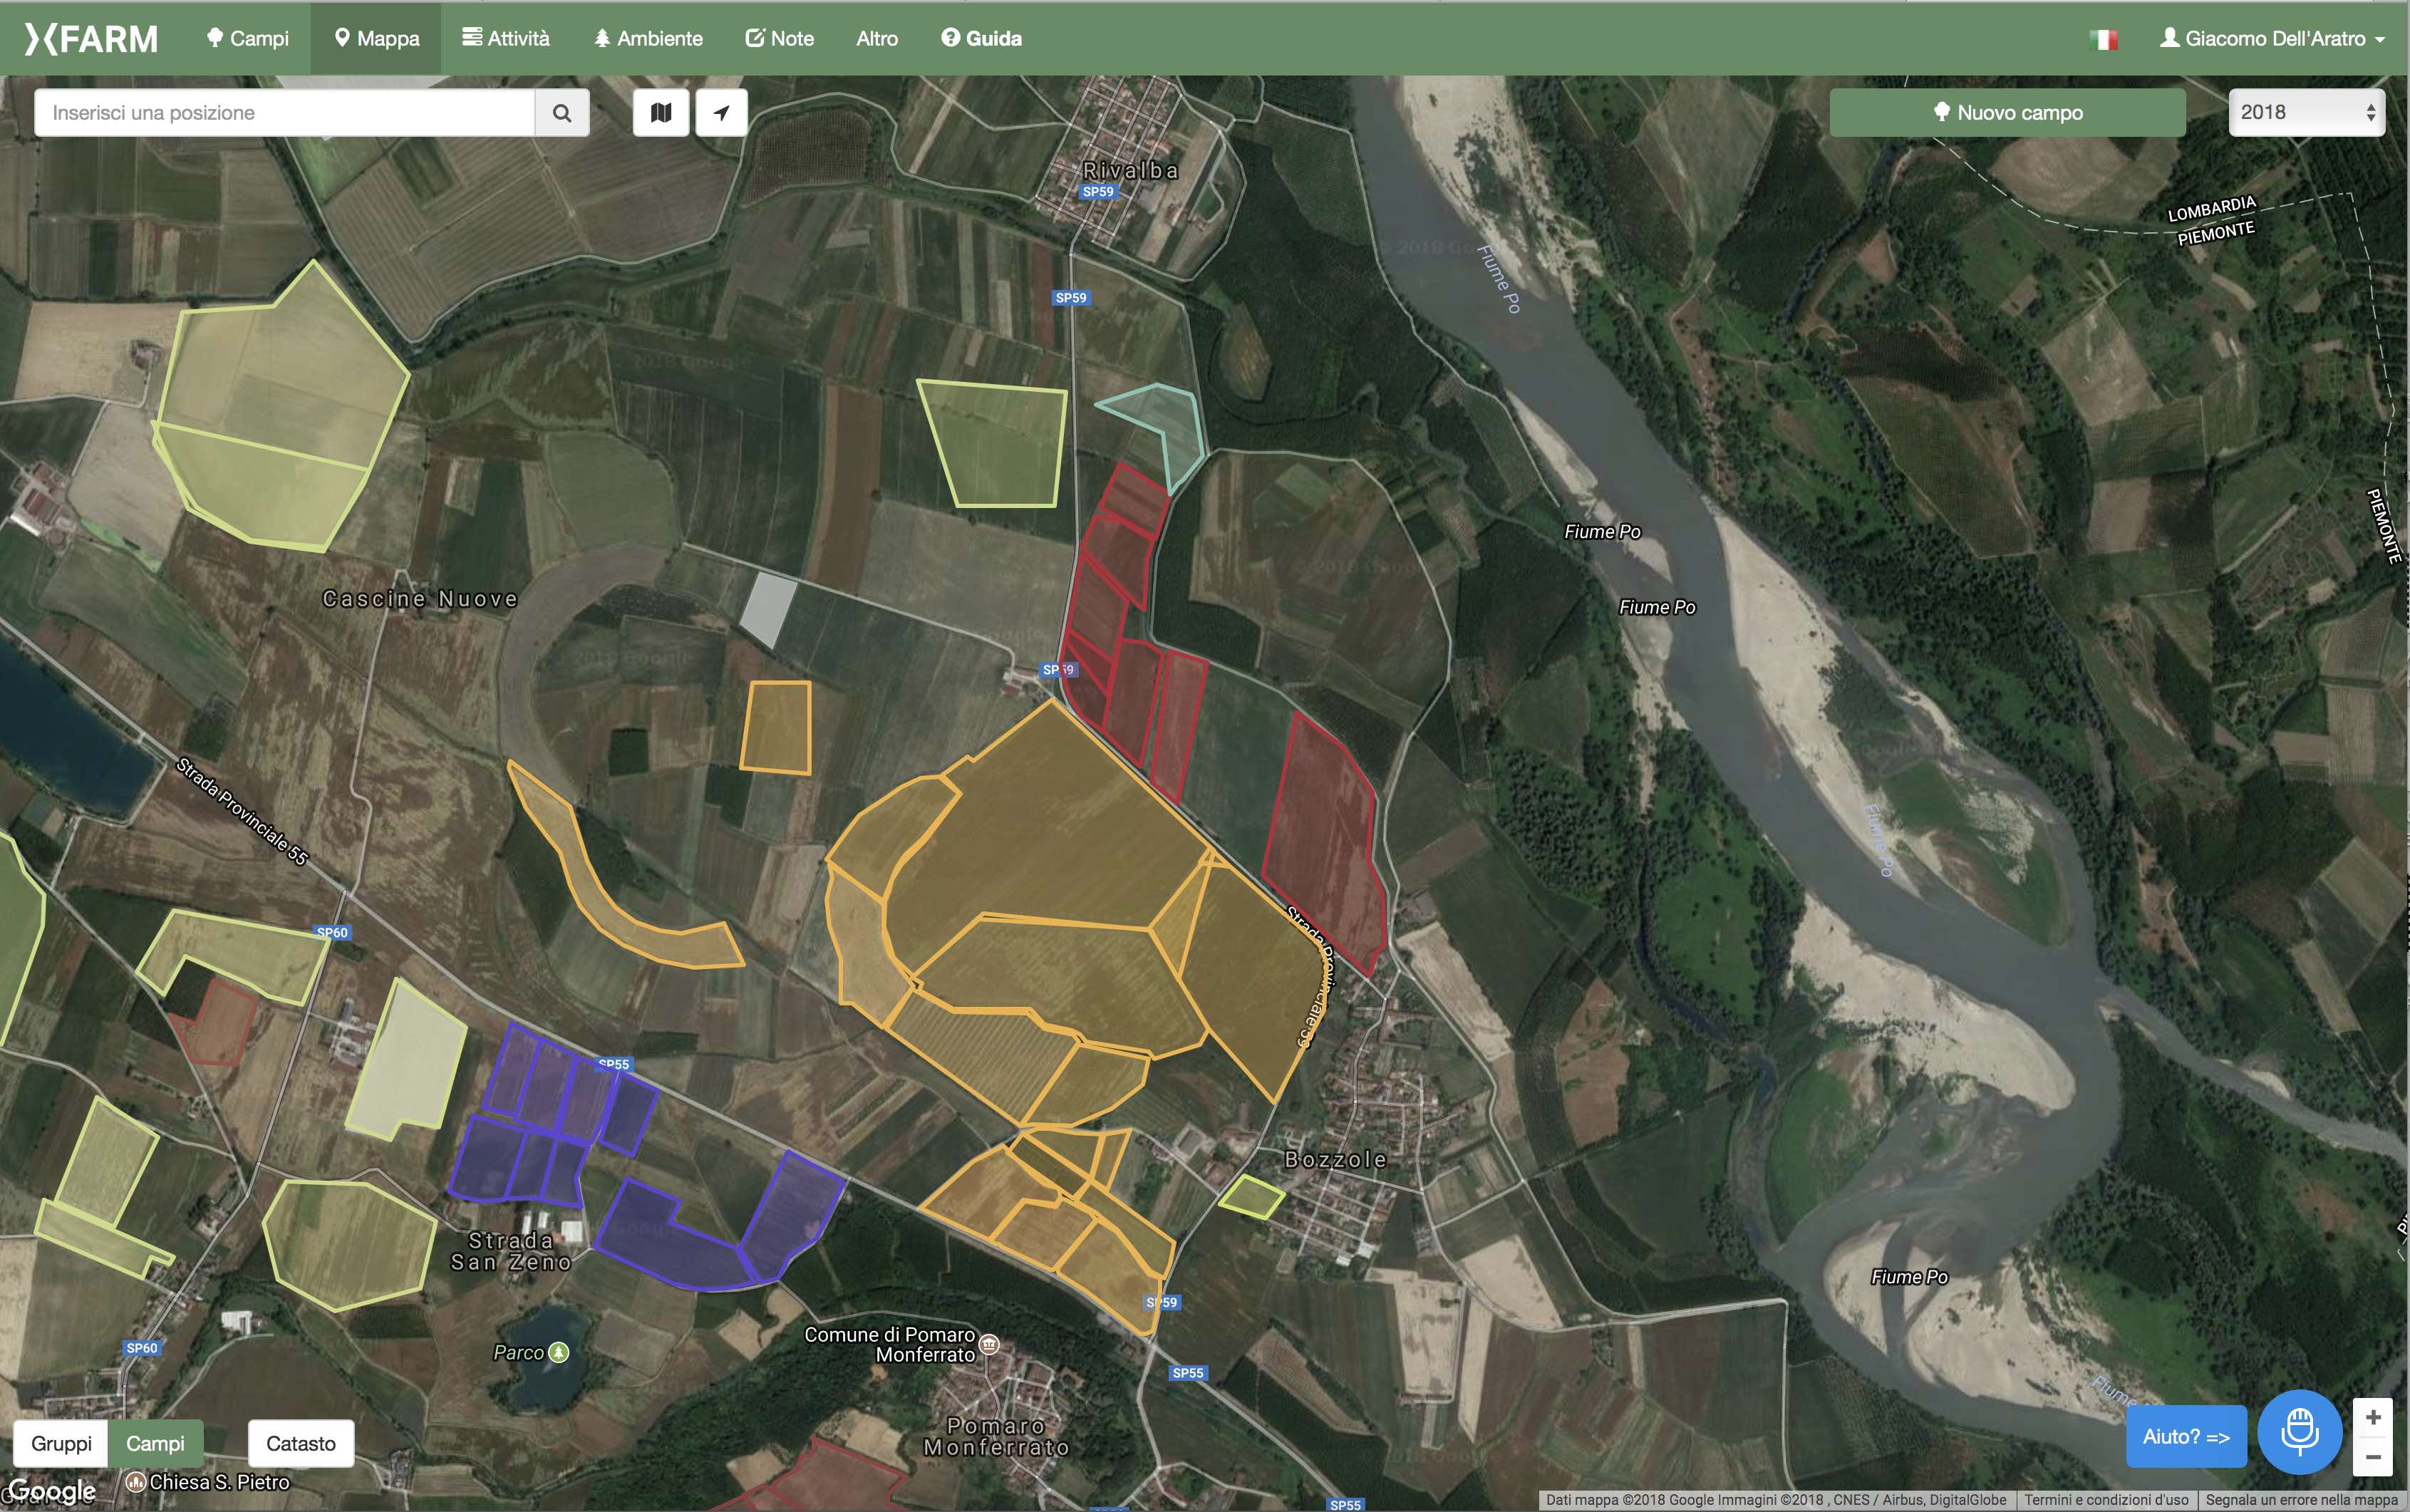 XFARM
Campi
Mappa
Attività
Ambiente
Note
Altro
Guida
Giacomo Dell'Aratro
Inserisci una posizione
Nuovo campo
2018
Rivalba
SP59
LOMBARDIA
PIEMONTE
Fiume Po
SP59
PIEMONTE
Fiume Po
Cascine Nuove
Fiume Po
SP59
Strada Provinciale 55
Fiume Po
SP60
Strada Provinciale 59
SP55
Bozzole
Strada
San Zeno
Fiume Po
SP59
Comune di Pomaro
Monferrato
SP60
Parco
SP55
Fiume
Pomaro
Monferrato
Gruppi
Campi
Catasto
Aiuto? =>
+
−
Chiesa S. Pietro
Google
SP55
Dati mappa ©2018 Google Immagini ©2018 , CNES / Airbus, DigitalGlobe
Termini e condizioni d'uso
Segnala un errore nella mappa